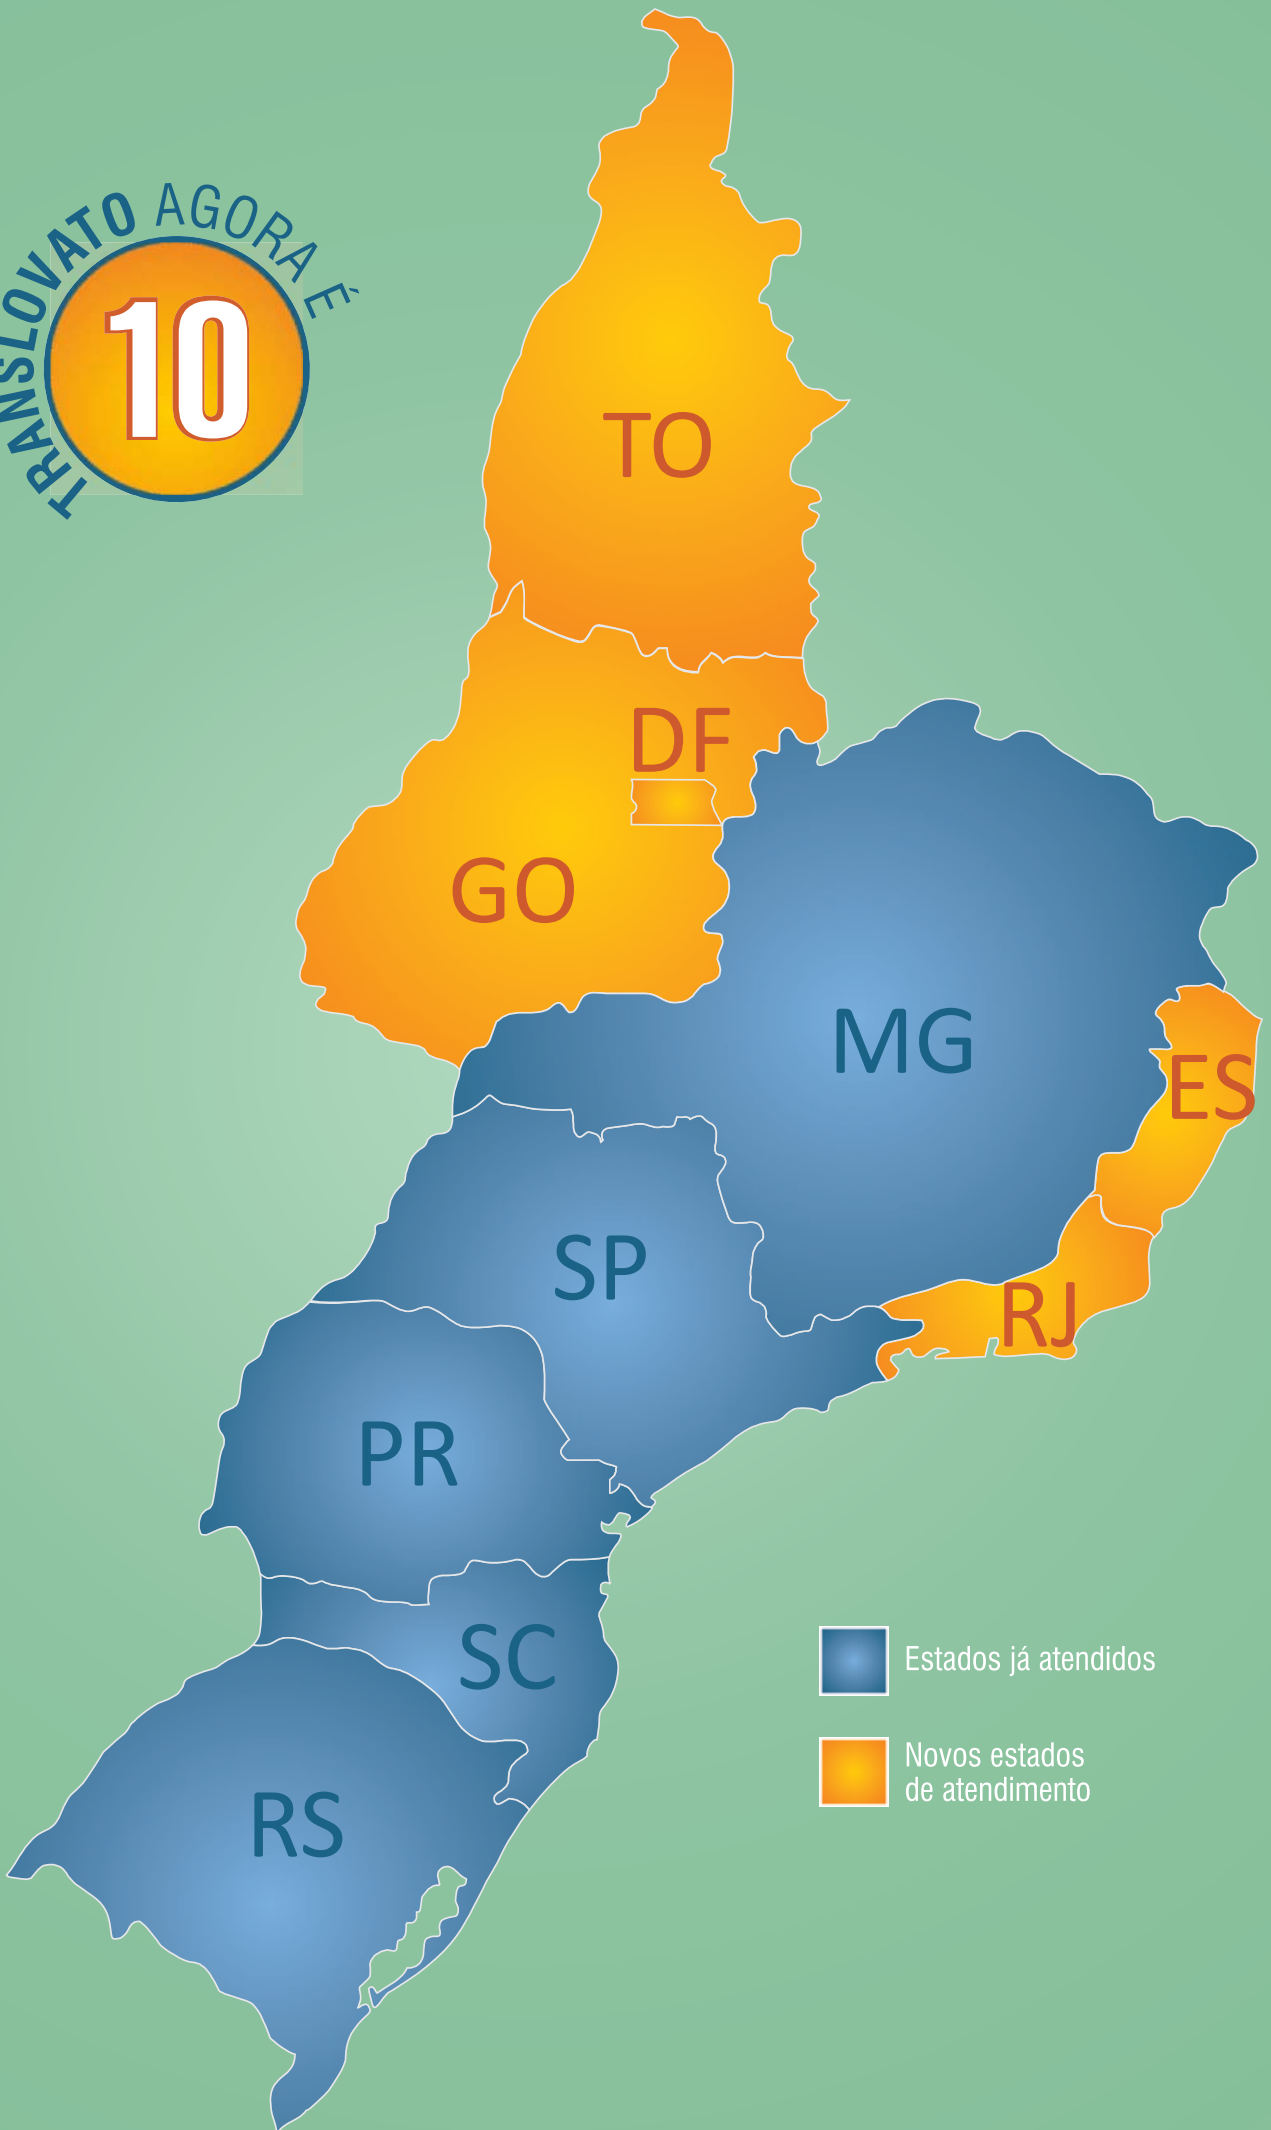 TRANSLOVATO AGORA É
10
TO
DF
GO
MG
ES
SP
RJ
PR
SC
RS
Estados já atendidos
Novos estados
de atendimento